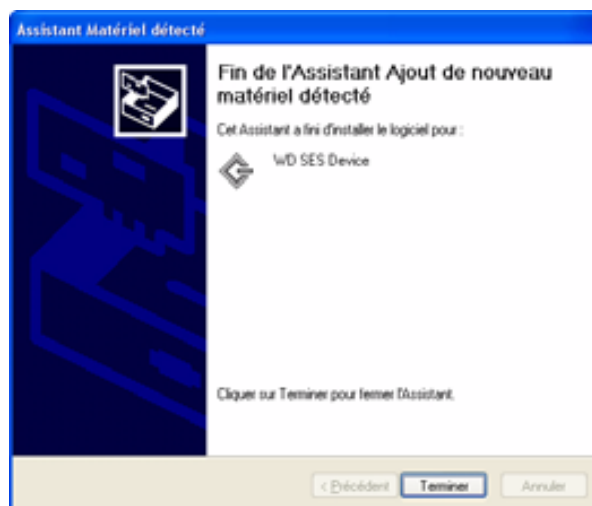 Assistant Matériel détecté
Fin de l'Assistant Ajout de nouveau
matériel détecté
Cet Assistant a fini d'installer le logiciel pour :
WD SES Device
Cliquer sur Terminer pour fermer l'Assistant.
< Précédent Terminer Annuler